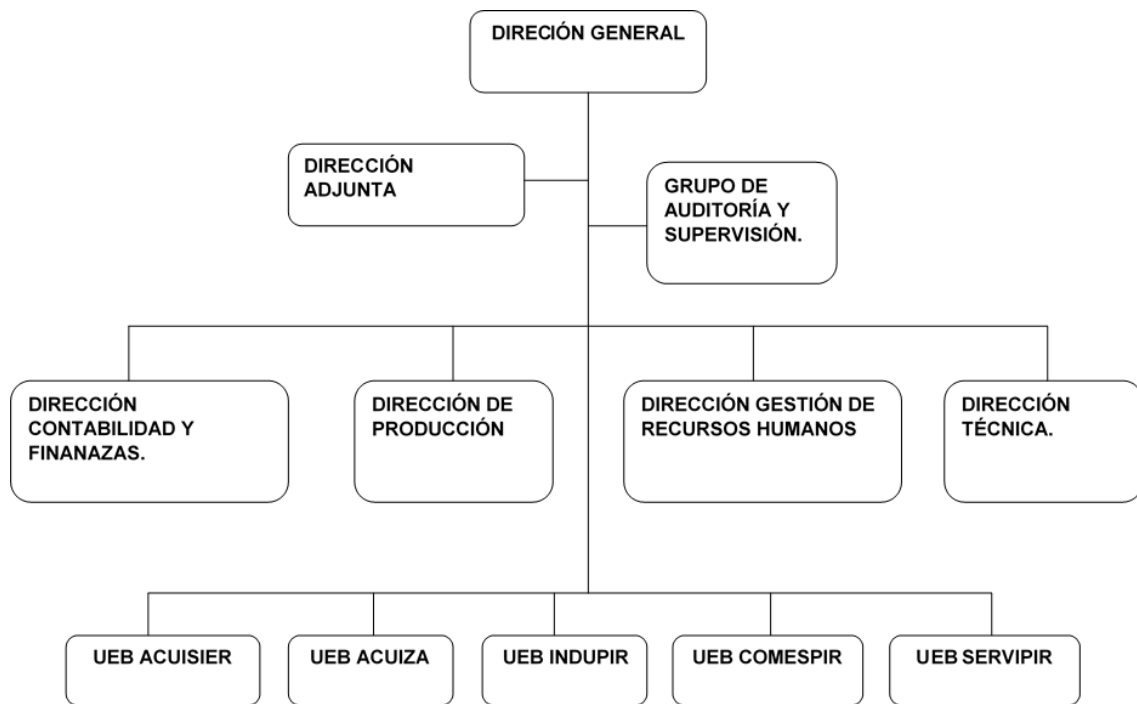 DIRECIÓN GENERAL
DIRECCIÓN
ADJUNTA
GRUPO DE
AUDITORÍA Y
SUPERVISIÓN.
DIRECCIÓN
CONTABILIDAD Y
FINANAZAS.
DIRECCIÓN DE
PRODUCCIÓN
DIRECCIÓN GESTIÓN DE
RECURSOS HUMANOS
DIRECCIÓN
TÉCNICA.
UEB ACUISIER
UEB ACUIZA
UEB INDUPIR
UEB COMESPIR
UEB SERVIPIR